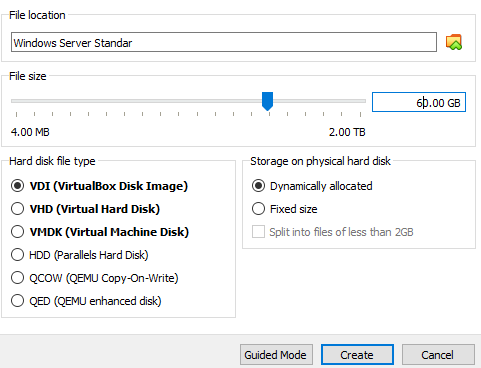 File location
Windows Server Standar
File size
60.00 GB
4.00 MB 2.00 TB
Hard disk file type
VDI (VirtualBox Disk Image)
VHD (Virtual Hard Disk)
VMDK (Virtual Machine Disk)
HDD (Parallels Hard Disk)
QCOW (QEMU Copy-On-Write)
QED (QEMU enhanced disk)
Storage on physical hard disk
Dynamically allocated
Fixed size
Split into files of less than 2GB
Guided Mode Create Cancel